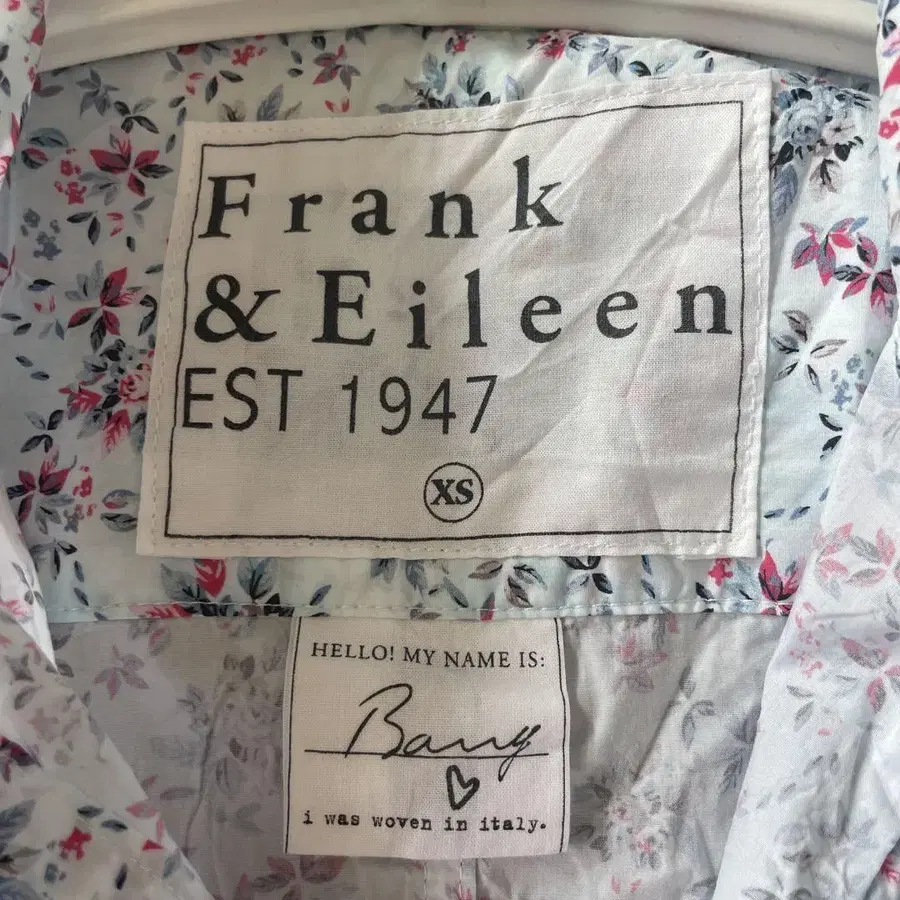 Frank
& Eileen
EST 1947
XS
HELLO! MY NAME IS:
Barry
i was woven in italy.